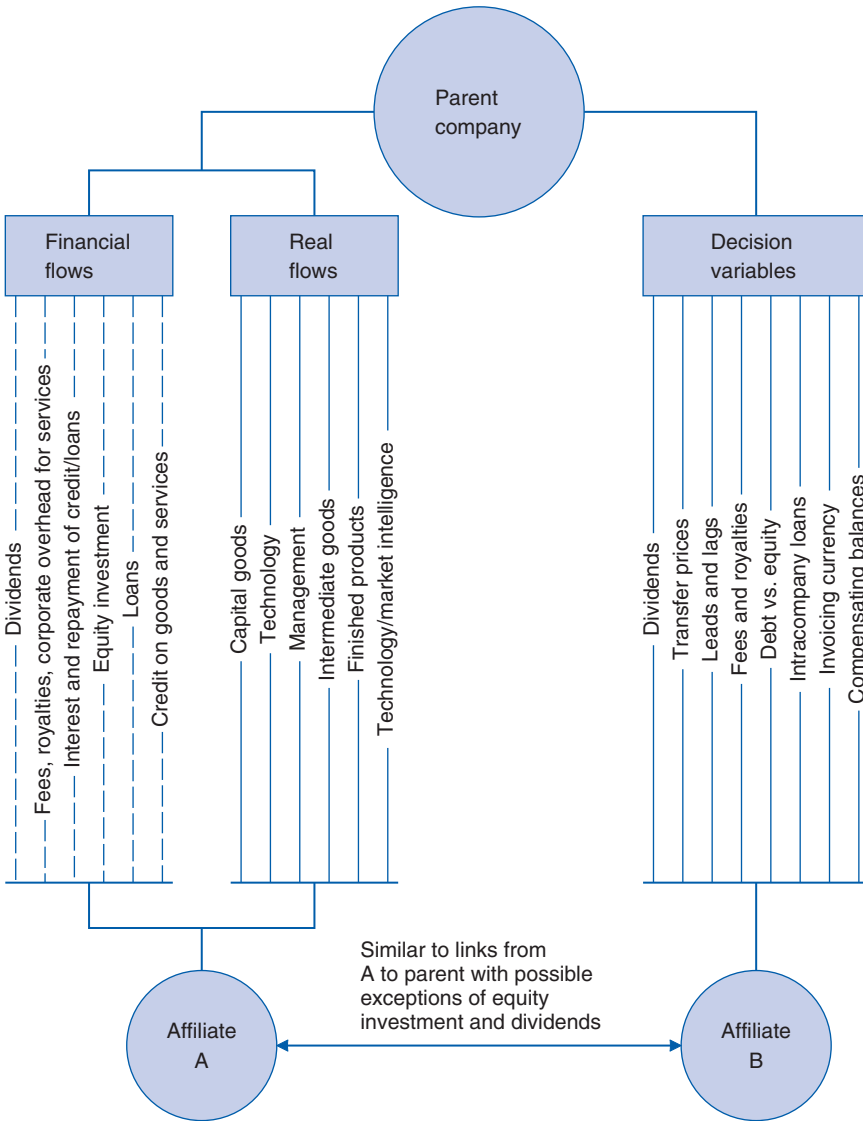 Parent
company
Financial
flows
Real
flows
Decision
variables
Dividends
Fees, royalties, corporate overhead for services
Interest and repayment of credit/loans
Equity investment
Loans
Credit on goods and services
Capital goods
Technology
Management
Intermediate goods
Finished products
Technology/market intelligence
Dividends
Transfer prices
Leads and lags
Fees and royalties
Debt vs. equity
Intracompany loans
Invoicing currency
Compensating balances
Similar to links from
A to parent with possible
exceptions of equity
investment and dividends
Affiliate
A
Affiliate
B